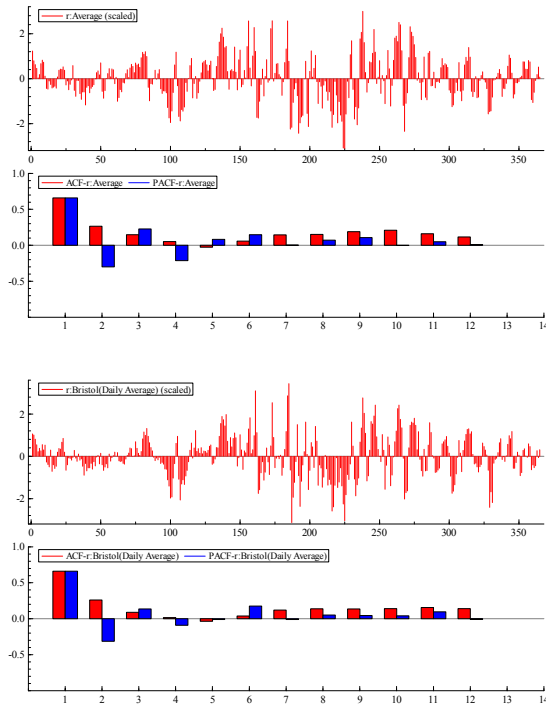 r:Average (scaled)
2
0
-2
0 50 100 150 200 250 300 350
1.0
ACF-r:Average PACF-r:Average
0.5
0.0
-0.5
1 2 3 4 5 6 7 8 9 10 11 12 13 14
r:Bristol(Daily Average) (scaled)
2
0
-2
0 50 100 150 200 250 300 350
1.0
ACF-r:Bristol(Daily Average) PACF-r:Bristol(Daily Average)
0.5
0.0
-0.5
1 2 3 4 5 6 7 8 9 10 11 12 13 14